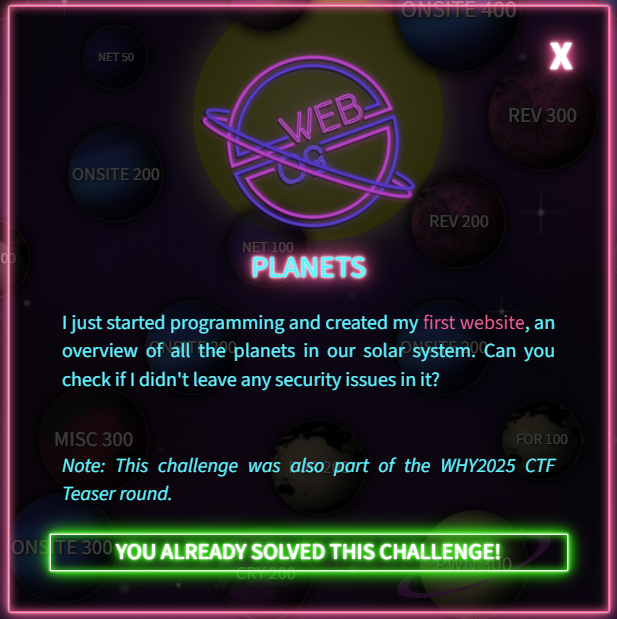 ONSITE 400
X
NET 50
WEB
REV 300
ONSITE 200
REV 200
NET 100
PLANETS
I just started programming and created my first website, an
overview of all the planets in our solar system. Can you
check if I didn't leave any security issues in it?
MISC 300
FOR 100
Note: This challenge was also part of the WHY2025 CTF
Teaser round.
ONSITE 300
YOU ALREADY SOLVED THIS CHALLENGE!
PWN 300
CRY 200